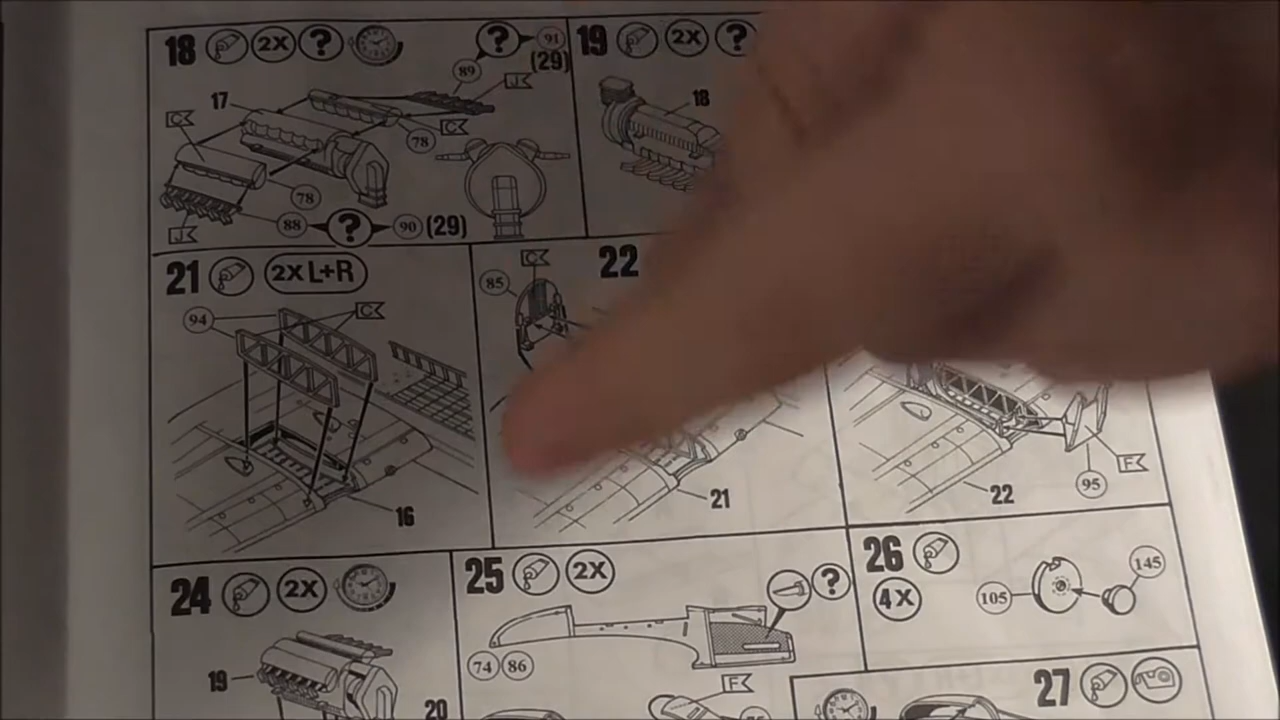 18 2X ? ? 91
(29)
89
J
17
C
C
78
78
88 ? 90 (29)
J
19 2X ?
18
21 2X L+R
94
C
16
22
C
85
21
F
95
22
24 2X
19
20
25 2X
?
74 86
F
26
4X
105
145
27